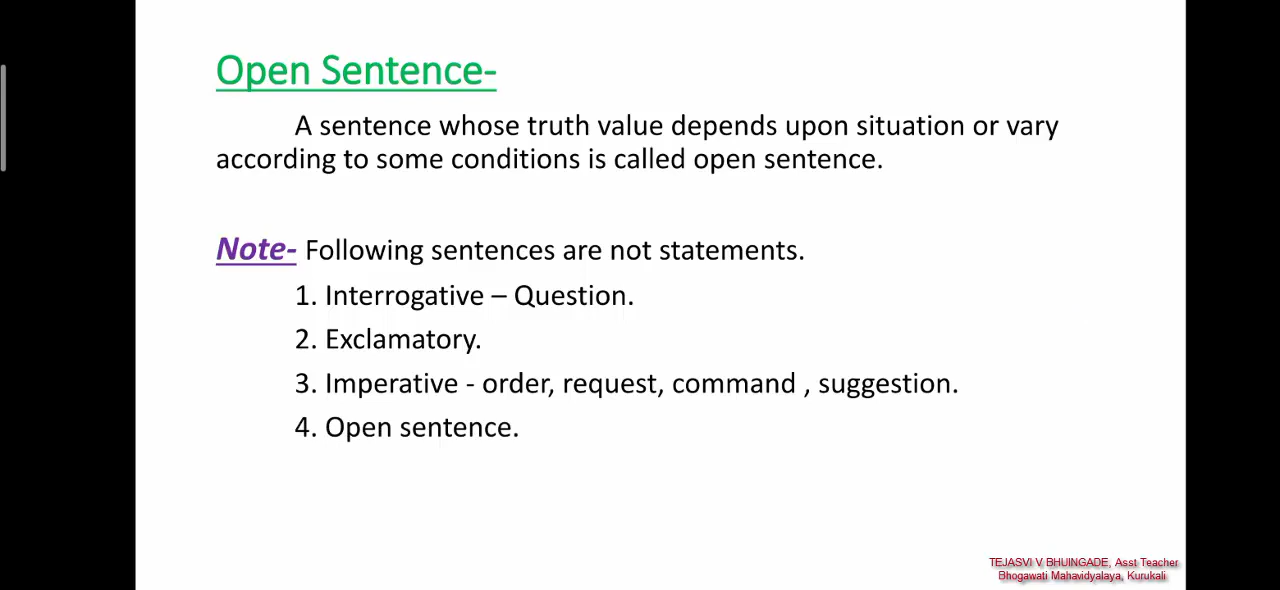 Open Sentence-
A sentence whose truth value depends upon situation or vary
according to some conditions is called open sentence.
Note- Following sentences are not statements.
1. Interrogative – Question.
2. Exclamatory.
3. Imperative - order, request, command , suggestion.
4. Open sentence.
TEJASVI V BHUINGADE, Asst Teacher
Bhogawati Mahavidyalaya, Kurukali